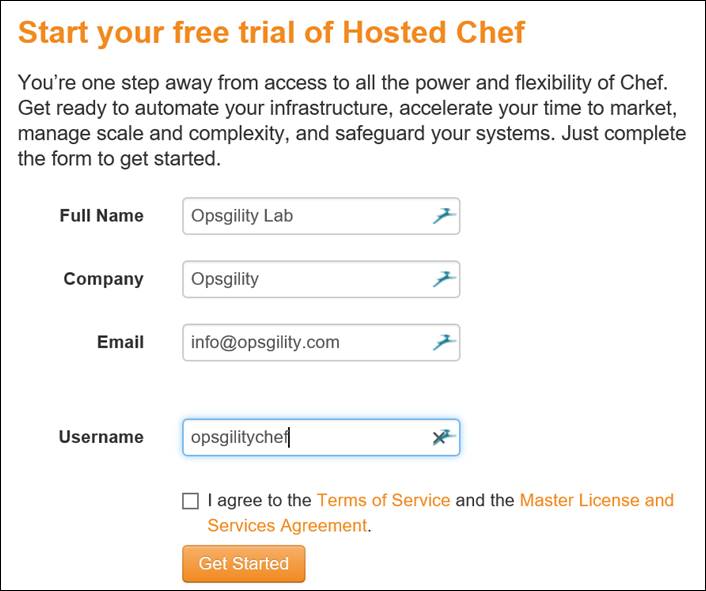 Start your free trial of Hosted Chef
You’re one step away from access to all the power and flexibility of Chef.
Get ready to automate your infrastructure, accelerate your time to market,
manage scale and complexity, and safeguard your systems. Just complete
the form to get started.
Full Name Opsgility Lab
Company Opsgility
Email info@opsgility.com
Username opsgilitychef
I agree to the Terms of Service and the Master License and
Services Agreement.
Get Started